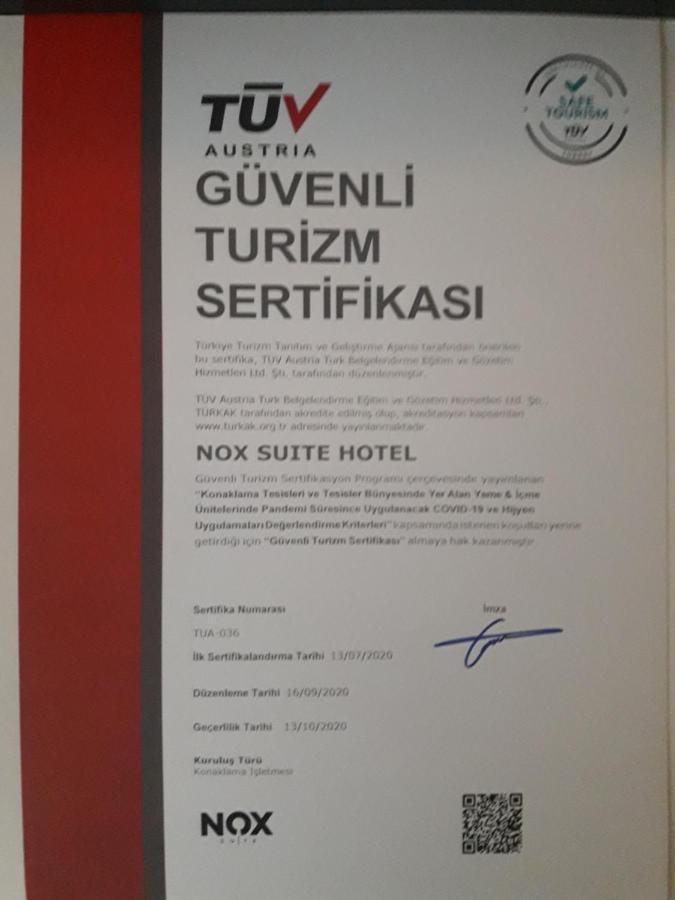 TÜV
AUSTRIA
SAFE
TOURISM
TÜV
GÜVENLİ
TURİZM
SERTİFİKASI
Türkiye Turizm Tanıtım ve Geliştirme Ajansı tarafından önerilen
bu sertifika, TÜV Austria Turk Belgelendirme Eğitim ve Gözetim
Hizmetleri Ltd. Şti. tarafından düzenlenmiştir.
TÜV Austria Turk Belgelendirme Eğitim ve Gözetim Hizmetleri Ltd. Şti.,
TÜRKAK tarafından akredite edilmiş olup, akreditasyon kapsamları
www.turkak.org.tr adresinde yayınlanmaktadır.
NOX SUITE HOTEL
Güvenli Turizm Sertifikasyon Programı çerçevesinde yayımlanan
"Konaklama Tesisleri ve Tesisler Bünyesinde Yer Alan Yeme & İçme
Ünitelerinde Pandemi Süresince Uygulanacak COVID-19 ve Hijyen
Uygulamaları Değerlendirme Kriterleri" kapsamında istenen koşulları yerine
getirdiği için "Güvenli Turizm Sertifikası" almaya hak kazanmıştır.
Sertifika Numarası
İmza
TUA-036
İlk Sertifikalandırma Tarihi 13/07/2020
Düzenleme Tarihi 16/09/2020
Geçerlilik Tarihi 13/10/2020
Kuruluş Türü
Konaklama İşletmesi
NOX
suite